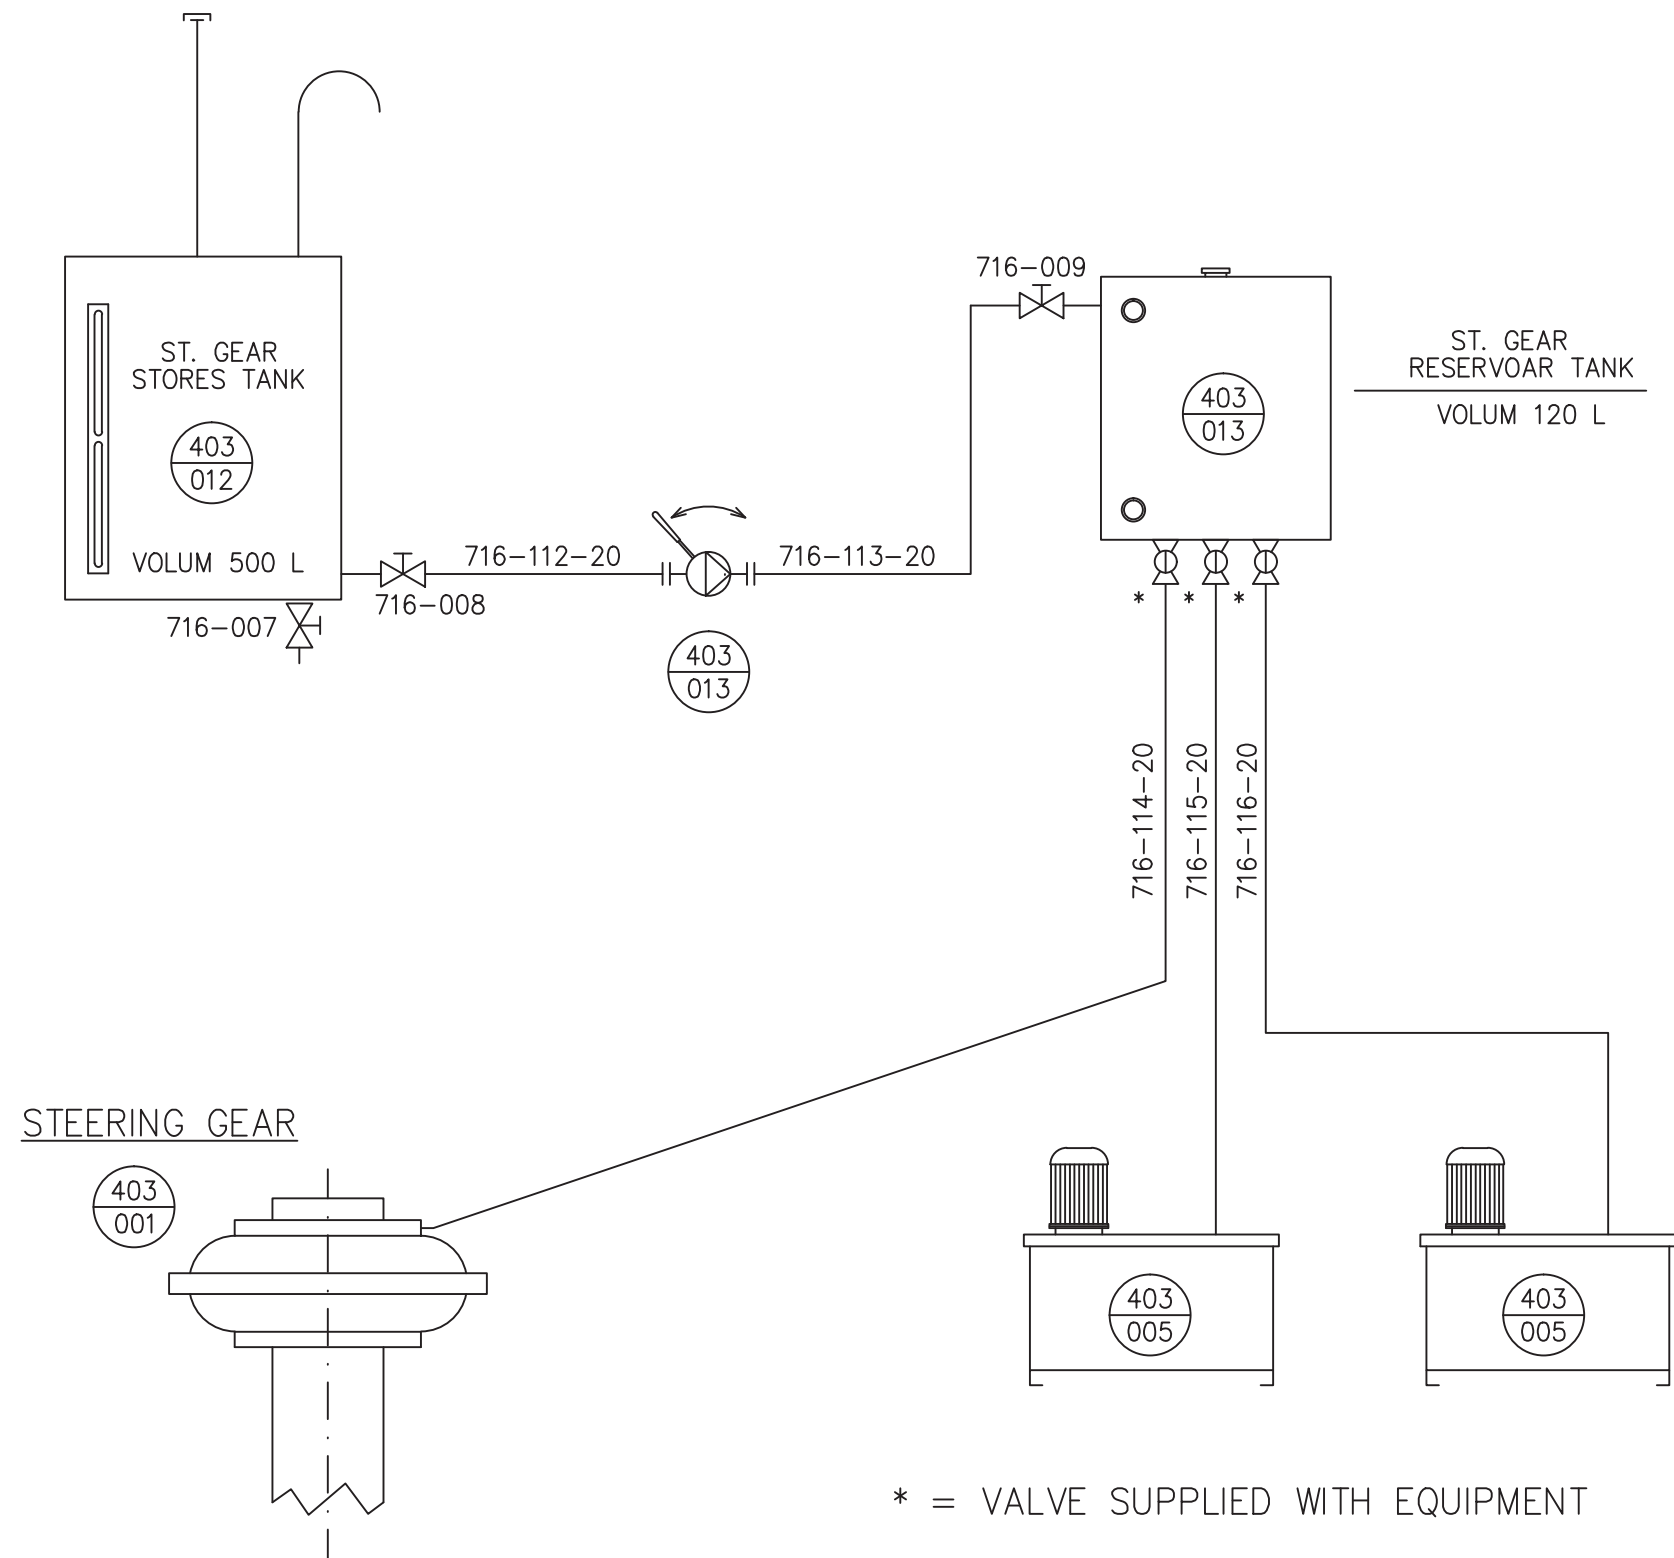 716-009
ST. GEAR
STORES TANK
403
012
VOLUM 500 L
ST. GEAR
RESERVOAR TANK
VOLUM 120 L
403
013
716-112-20
716-113-20
716-008
716-007
403
013
*
*
*
716-114-20
716-115-20
716-116-20
STEERING GEAR
403
001
403
005
403
005
* = VALVE SUPPLIED WITH EQUIPMENT